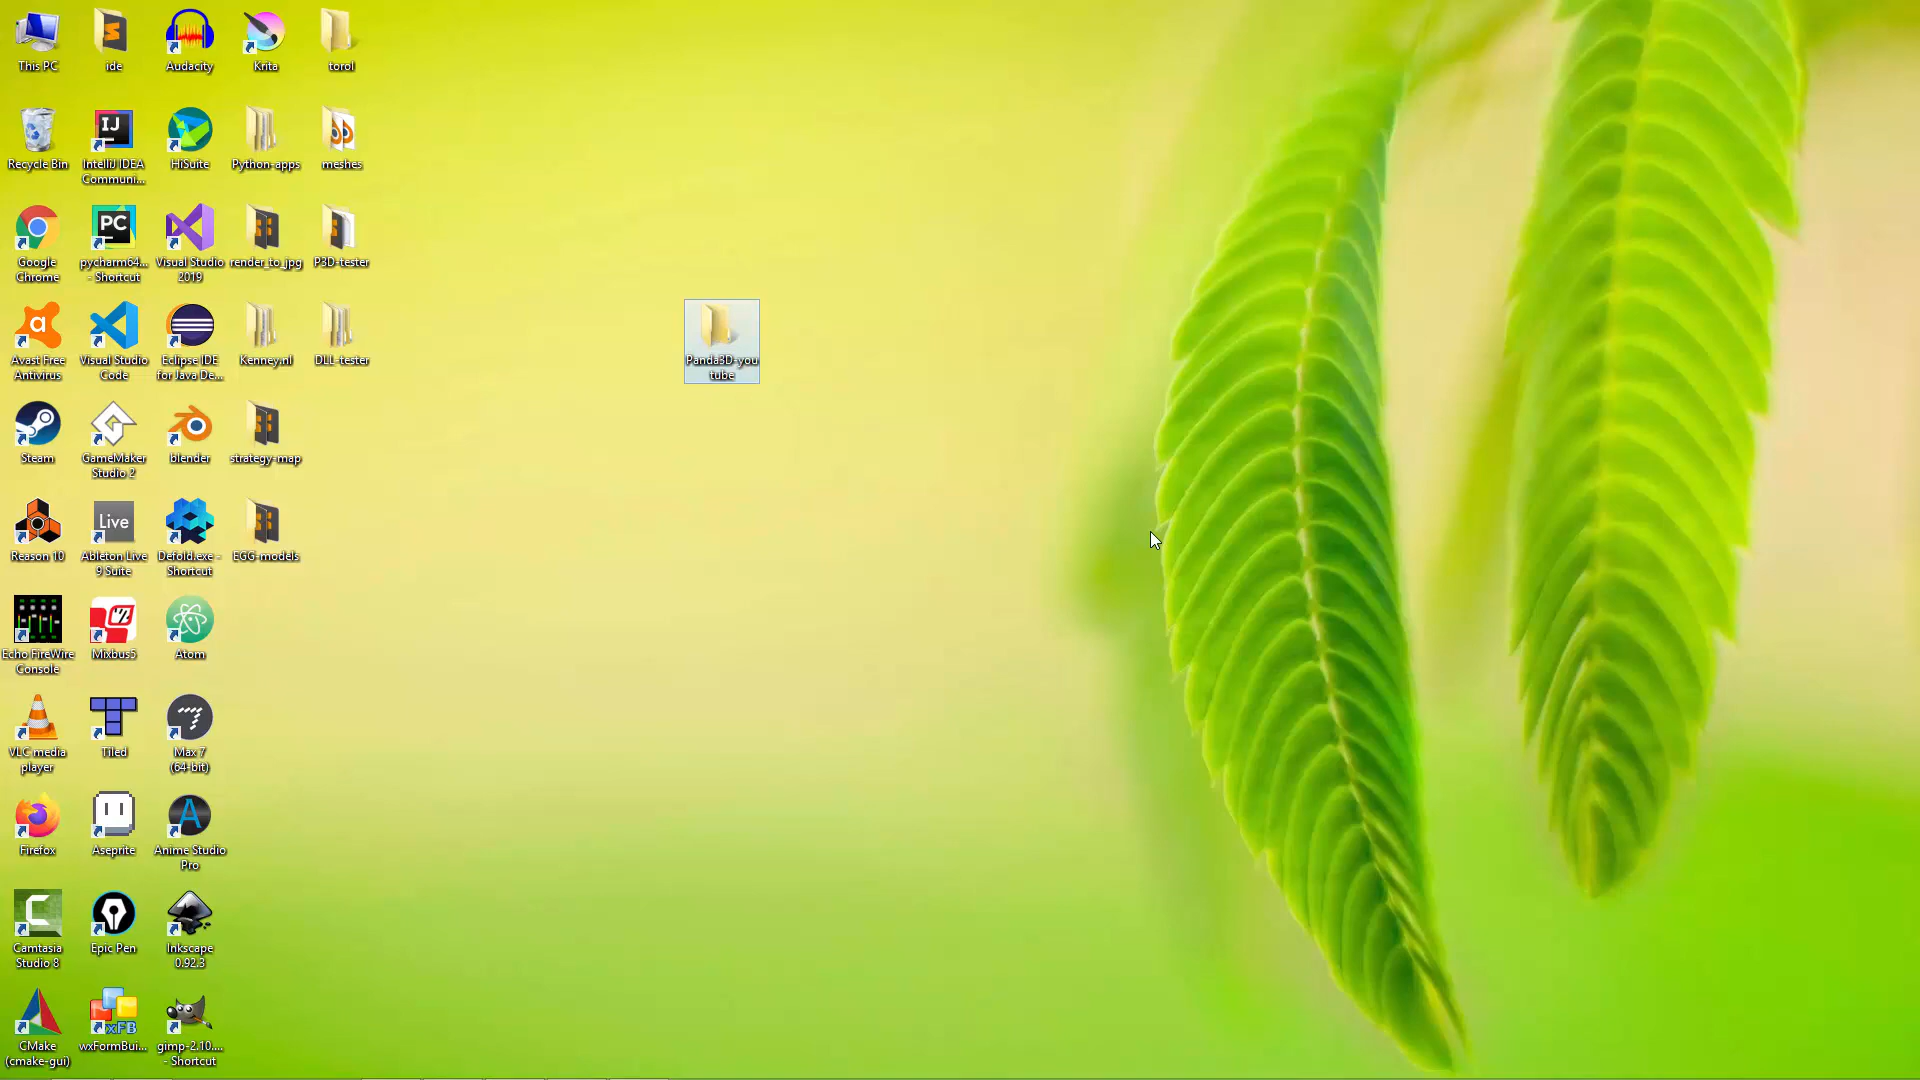 This PC
ide
Audacity
Krita
torol
Recycle Bin
IJ
IntelliJ IDEA
Communi...
HiSuite
Python-apps
meshes
Google
Chrome
PC
pycharm64...
- Shortcut
Visual Studio
2019
render_to_jpg
P3D-tester
Avast Free
Antivirus
Visual Studio
Code
Eclipse IDE
for Java De...
Kenney.nl
DLL-tester
Panda3D-you
tube
Steam
GameMaker
Studio 2
blender
strategy-map
Reason 10
Live
Ableton Live
9 Suite
Defold.exe -
Shortcut
EGG-models
Echo FireWire
Console
Mixbus5
Atom
VLC media
player
Tiled
Max 7
(64-bit)
Firefox
Aseprite
Anime Studio
Pro
Camtasia
Studio 8
Epic Pen
Inkscape
0.92.3
CMake
(cmake-gui)
wxFB
wxFormBui...
gimp-2.10....
- Shortcut